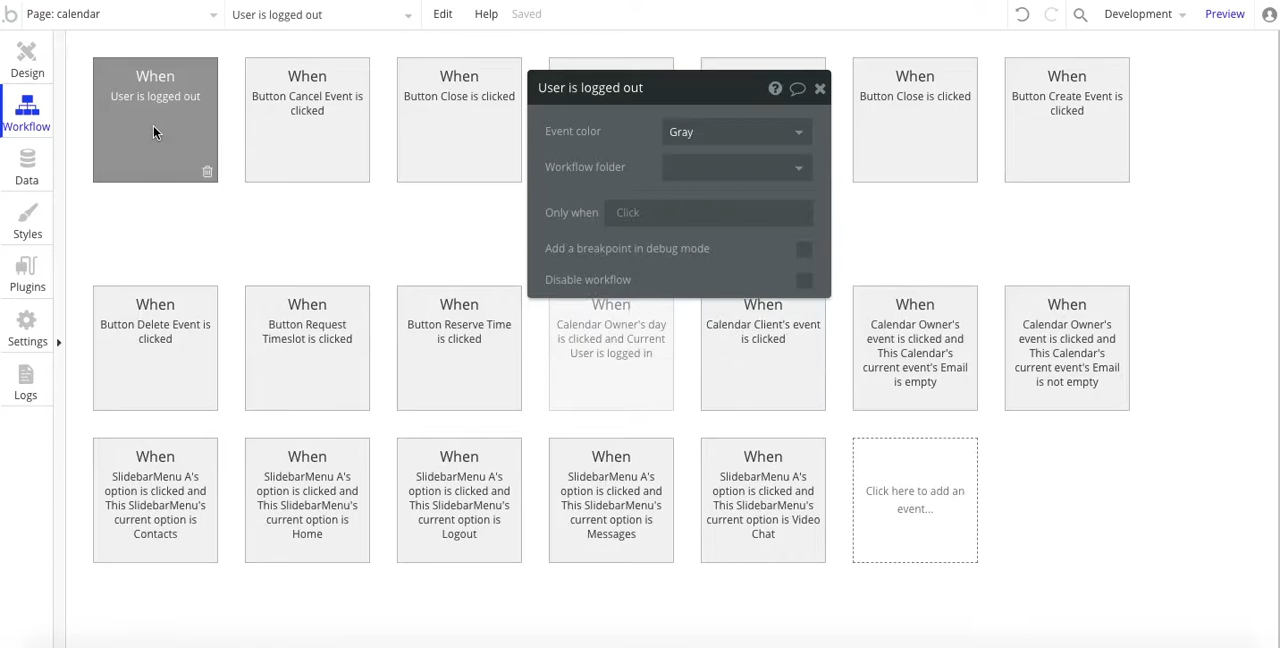 .b Page: calendar User is logged out Edit Help Saved Development Preview
Design
Workflow
Data
Styles
Plugins
Settings
Logs
When
User is logged out
When
Button Cancel Event is
clicked
When
Button Close is clicked
User is logged out
Event color Gray
Workflow folder
Only when Click
Add a breakpoint in debug mode
Disable workflow
When
Button Close is clicked
When
Button Create Event is
clicked
When
Button Delete Event is
clicked
When
Button Request
Timeslot is clicked
When
Button Reserve Time
is clicked
When
Calendar Owner's day
is clicked and Current
User is logged in
When
Calendar Client's event
is clicked
When
Calendar Owner's
event is clicked and
This Calendar's
current event's Email
is empty
When
Calendar Owner's
event is clicked and
This Calendar's
current event's Email
is not empty
When
SlidebarMenu A's
option is clicked and
This SlidebarMenu's
current option is
Contacts
When
SlidebarMenu A's
option is clicked and
This SlidebarMenu's
current option is
Home
When
SlidebarMenu A's
option is clicked and
This SlidebarMenu's
current option is
Logout
When
SlidebarMenu A's
option is clicked and
This SlidebarMenu's
current option is
Messages
When
SlidebarMenu A's
option is clicked and
This SlidebarMenu's
current option is Video
Chat
Click here to add an
event...